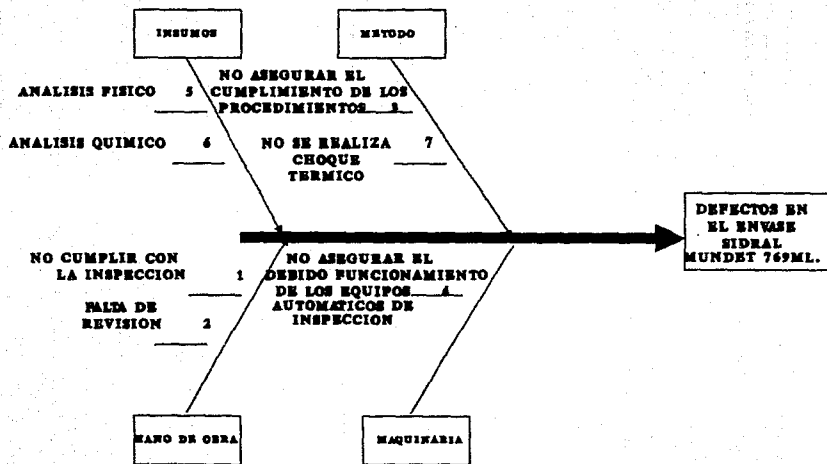 INSUMOS
METODO
ANALISIS FISICO 5
ANALISIS QUIMICO 6
NO ASEGURAR EL
CUMPLIMIENTO DE LOS
PROCEDIMIENTOS 3
NO SE REALIZA 7
CHOQUE
TERMICO
DEFECTOS EN
EL ENVASE
SIDRAL
MUNDET 769ML.
NO CUMPLIR CON
LA INSPECCION 1
FALTA DE
REVISION 2
NO ASEGURAR EL
DEBIDO FUNCIONAMIENTO
DE LOS EQUIPOS 4
AUTOMATICOS DE
INSPECCION
MANO DE OBRA
MAQUINARIA